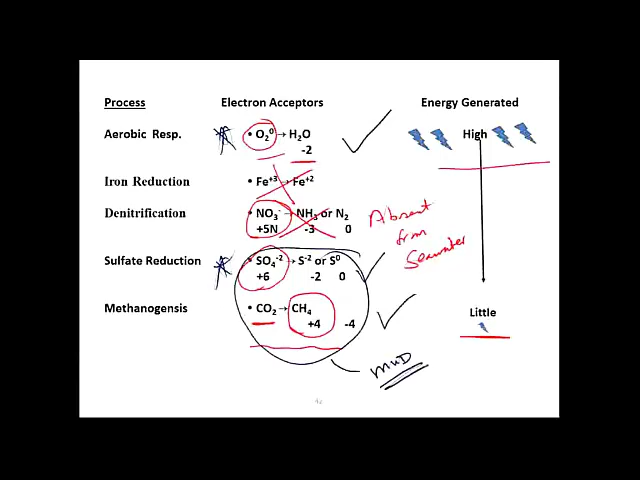 Process Electron Acceptors Energy Generated
Aerobic Resp. • O₂⁰ → H₂O High
-2
Iron Reduction • Fe⁺³ → Fe⁺²
Denitrification • NO₃⁻ → NH₃ or N₂ Absent
+5N -3 0 from
Seawater
Sulfate Reduction • SO₄⁻² → S⁻² or S⁰
+6 -2 0
Methanogensis • CO₂ → CH₄ Little
+4 -4
MUD